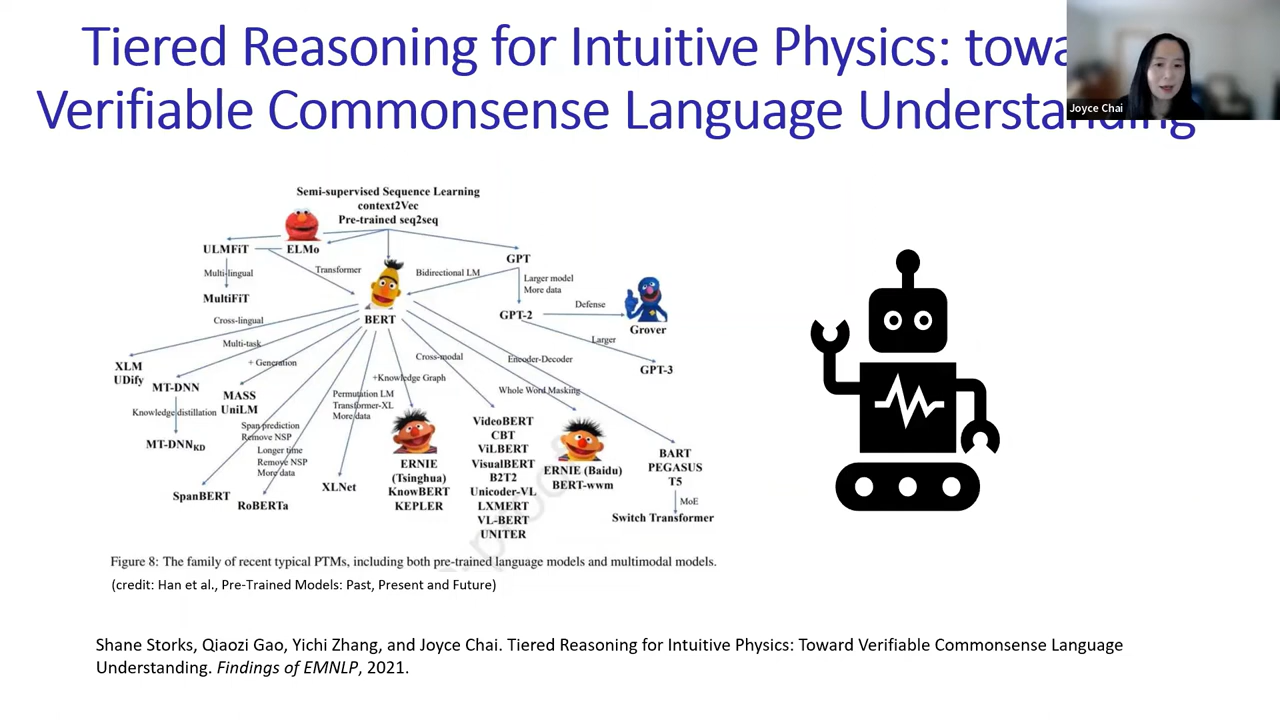 Tiered Reasoning for Intuitive Physics: towa
Verifiable Commonsense Language Understanding
Joyce Chai
Semi-supervised Sequence Learning
context2Vec
Pre-trained seq2seq
ULMFiT
ELMo
GPT
Multi-lingual
Transformer
Bidirectional LM
Larger model
More data
MultiFiT
Defense
GPT-2
Cross-lingual
BERT
Grover
Multi-task
Larger
+ Generation
Cross-modal
Encoder-Decoder
XLM
UDify
GPT-3
+Knowledge Graph
MT-DNN
Whole Word Masking
MASS
UniLM
Permutation LM
Transformer-XL
More data
Knowledge distillation
Span prediction
Remove NSP
VideoBERT
CBT
ViLBERT
VisualBERT
B2T2
Unicoder-VL
LXMERT
VL-BERT
UNITER
MT-DNNKD
Longer time
Remove NSP
More data
BART
PEGASUS
T5
ERNIE
(Tsinghua)
KnowBERT
KEPLER
ERNIE (Baidu)
BERT-wwm
XLNet
SpanBERT
RoBERTa
MoE
Switch Transformer
Figure 8: The family of recent typical PTMs, including both pre-trained language models and multimodal models.
(credit: Han et al., Pre-Trained Models: Past, Present and Future)
Shane Storks, Qiaozi Gao, Yichi Zhang, and Joyce Chai. Tiered Reasoning for Intuitive Physics: Toward Verifiable Commonsense Language
Understanding. Findings of EMNLP, 2021.